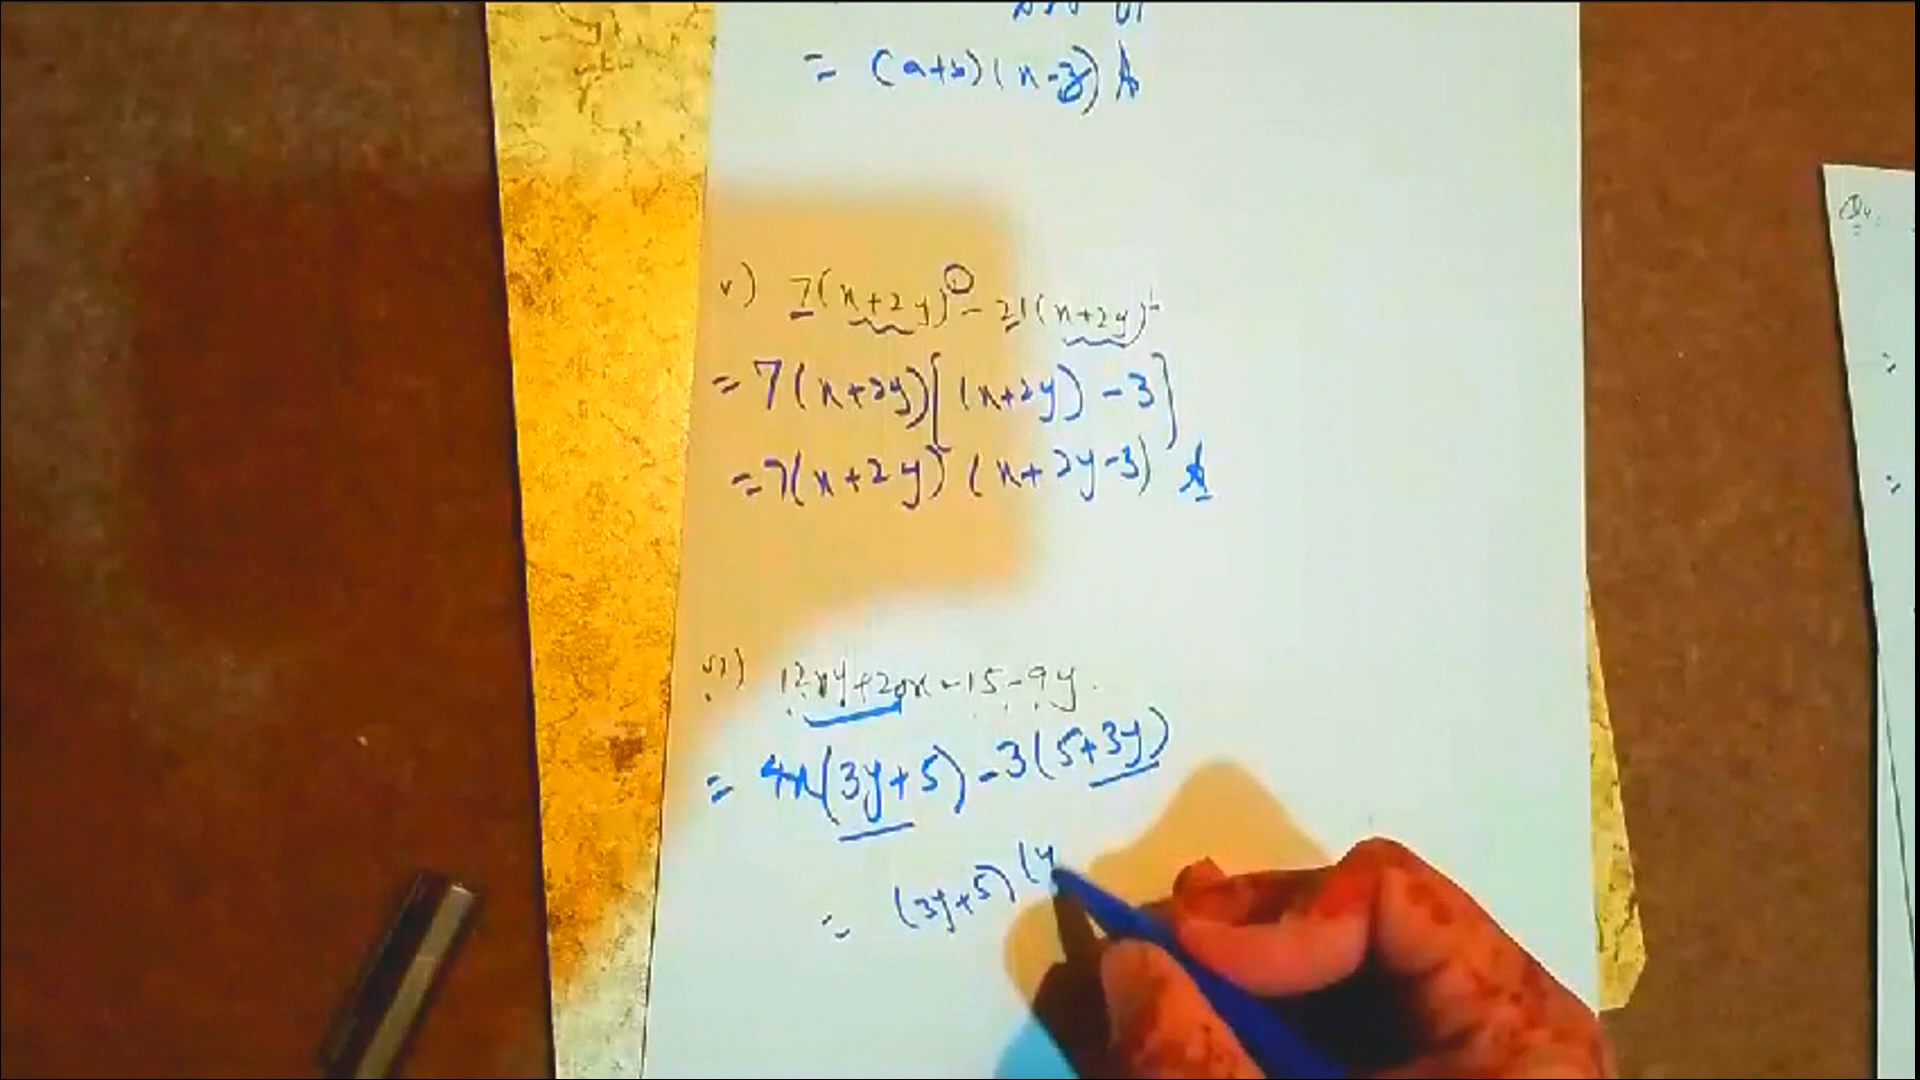 = (a+b)(x-3) A
v) 7(x+2y)² - 21(x+2y)
= 7(x+2y)[(x+2y) - 3]
= 7(x+2y) (x+2y-3) A
vi) 12xy+20x-15-9y.
= 4x(3y+5) - 3(5+3y)
= (3y+5) (4